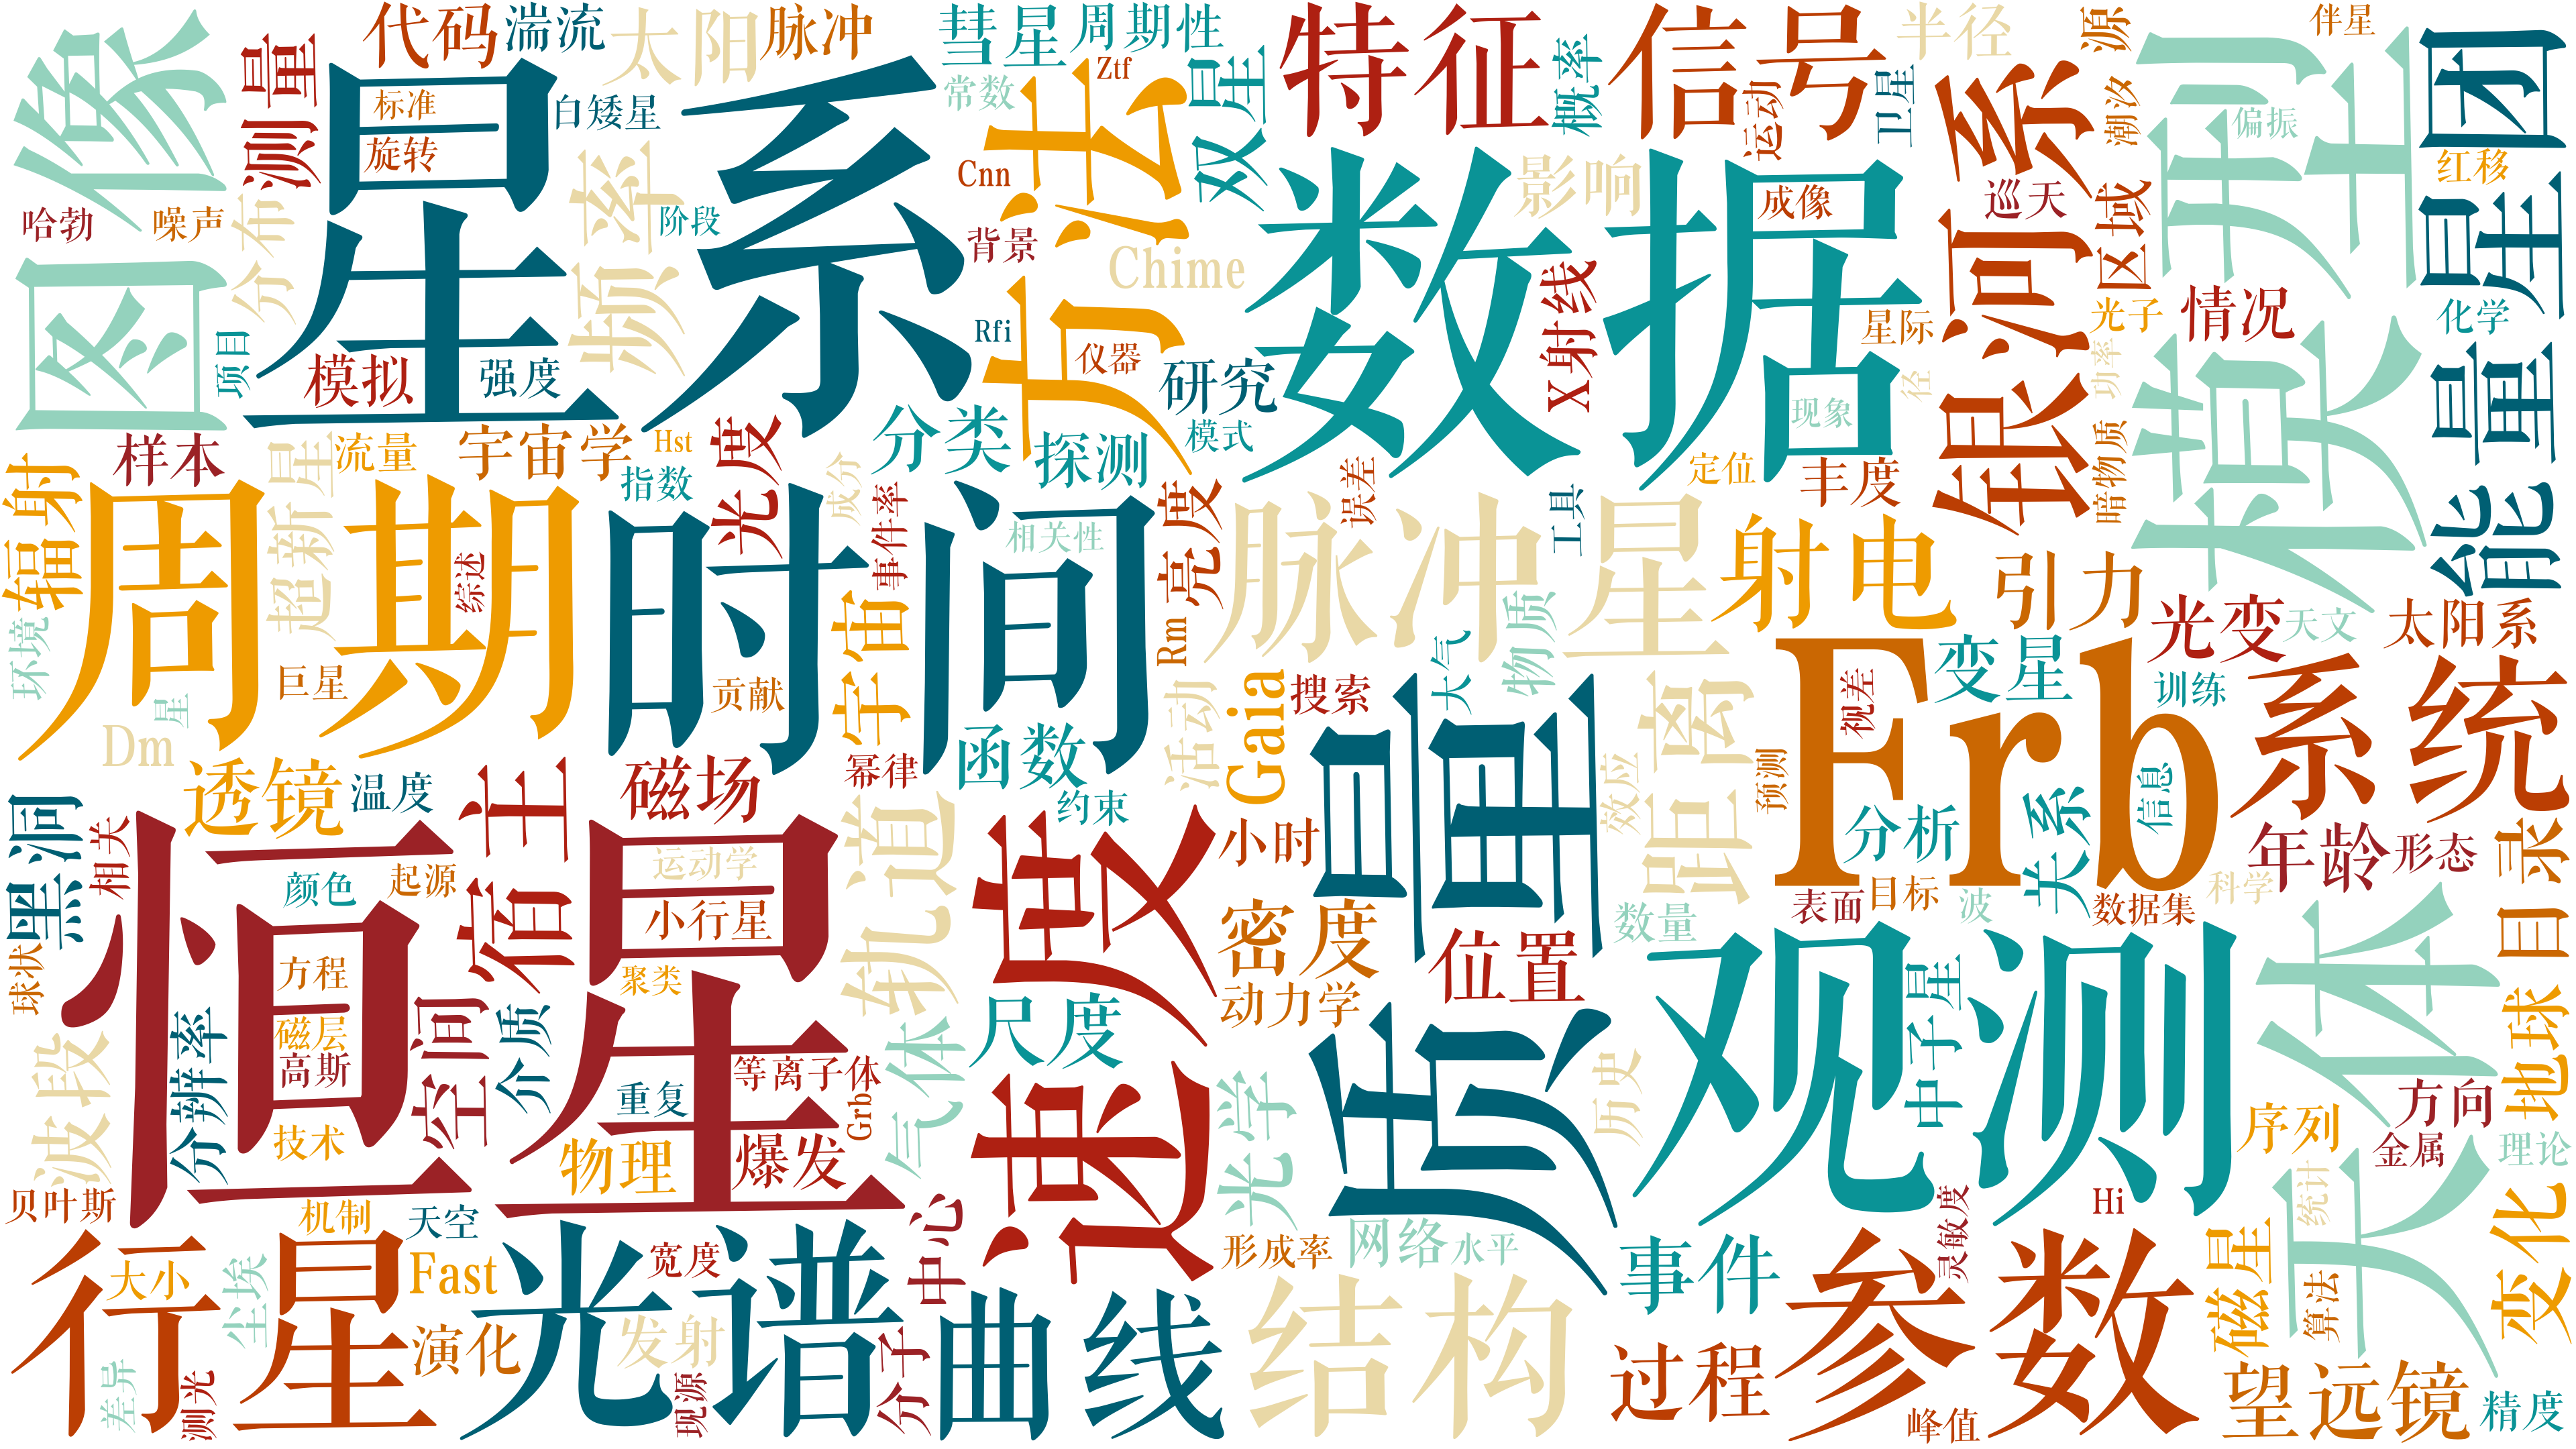 图像
代码
湍流
太阳
脉冲
彗星
周期性
特征
信号
半径
源
伴星
测量
星系
标准
旋转
白矮星
常数
Ztf
方法
双星
概率
运动
卫星
银河系
潮汐
模型
偏振
星团
哈勃
噪声
分布
频率
阶段
Cnn
背景
Chime
数据
影响
成像
巡天
区域
红移
项目
模拟
强度
Rfi
仪器
研究
X射线
星际
光子
情况
化学
功率
径
现象
能量
样本
超新星
流量
宇宙学
Hst
指数
光度
成分
分类
探测
模式
误差
定位
丰度
暗物质
辐射
周期
综述
时间
事件率
相关性
亮度
脉冲星
工具
射电
引力
环境
星
巨星
Dm
贡献
宇宙
函数
Rm
活动
Gaia
大气
物质
搜索
距离
Frb
变星
视差
光变
天文
太阳系
训练
系统
透镜
温度
宿主
磁场
幂律
约束
质量
效应
预测
信息
黑洞
相关
恒星
颜色
起源
运动学
小行星
轨道
速度
小时
分析
关系
年龄
形态
目录
球状
方程
聚类
密度
位置
数量
表面
目标
波
数据集
科学
天体
波段
分辨率
磁层
高斯
空间
介质
重复
等离子体
Grb
气体
尺度
动力学
历史
观测
中子星
地球
技术
物理
爆发
光学
序列
方向
金属
理论
贝叶斯
机制
天空
中心
形成率
网络
水平
事件
灵敏度
Hi
磁星
统计
变化
行星
大小
尘埃
Fast
光谱
宽度
结构
参数
算法
差异
测光
演化
发射
现源
分子
曲线
过程
峰值
望远镜
精度